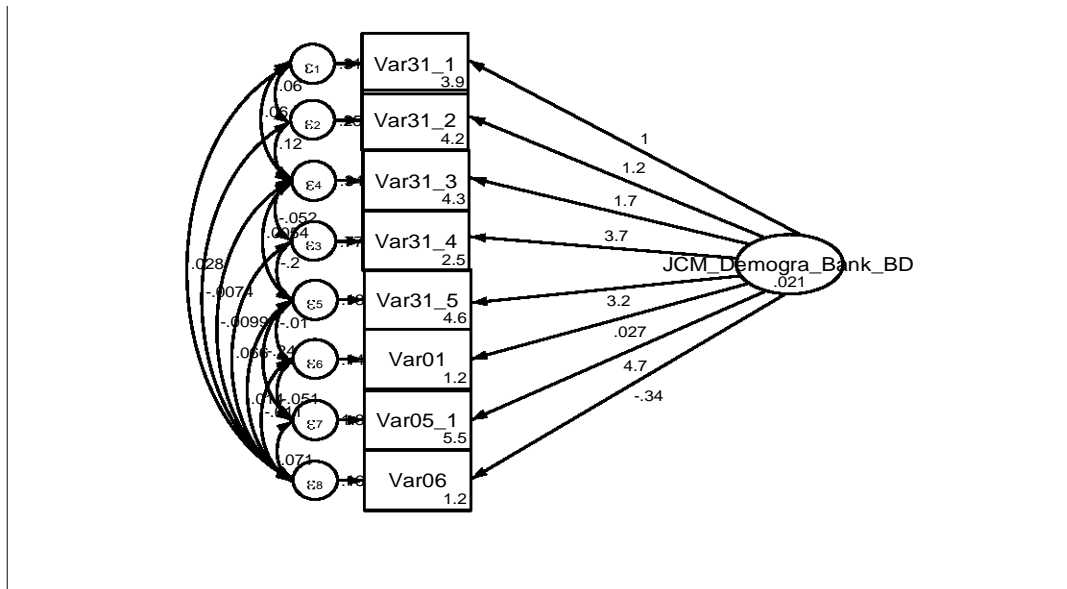 ε1
Var31_1
3.9
.06
1
.06
ε2
Var31_2
4.2
.12
1.2
ε4
Var31_3
4.3
1.7
-.052
.0054
ε3
Var31_4
2.5
3.7
-.2
JCM_Demogra_Bank_BD
.021
.028
-.0074
ε5
Var31_5
4.6
3.2
-.0099
-.01
.027
.066
-.24
ε6
Var01
1.2
4.7
-.34
-.051
ε7
Var05_1
5.5
.071
ε8
Var06
1.2